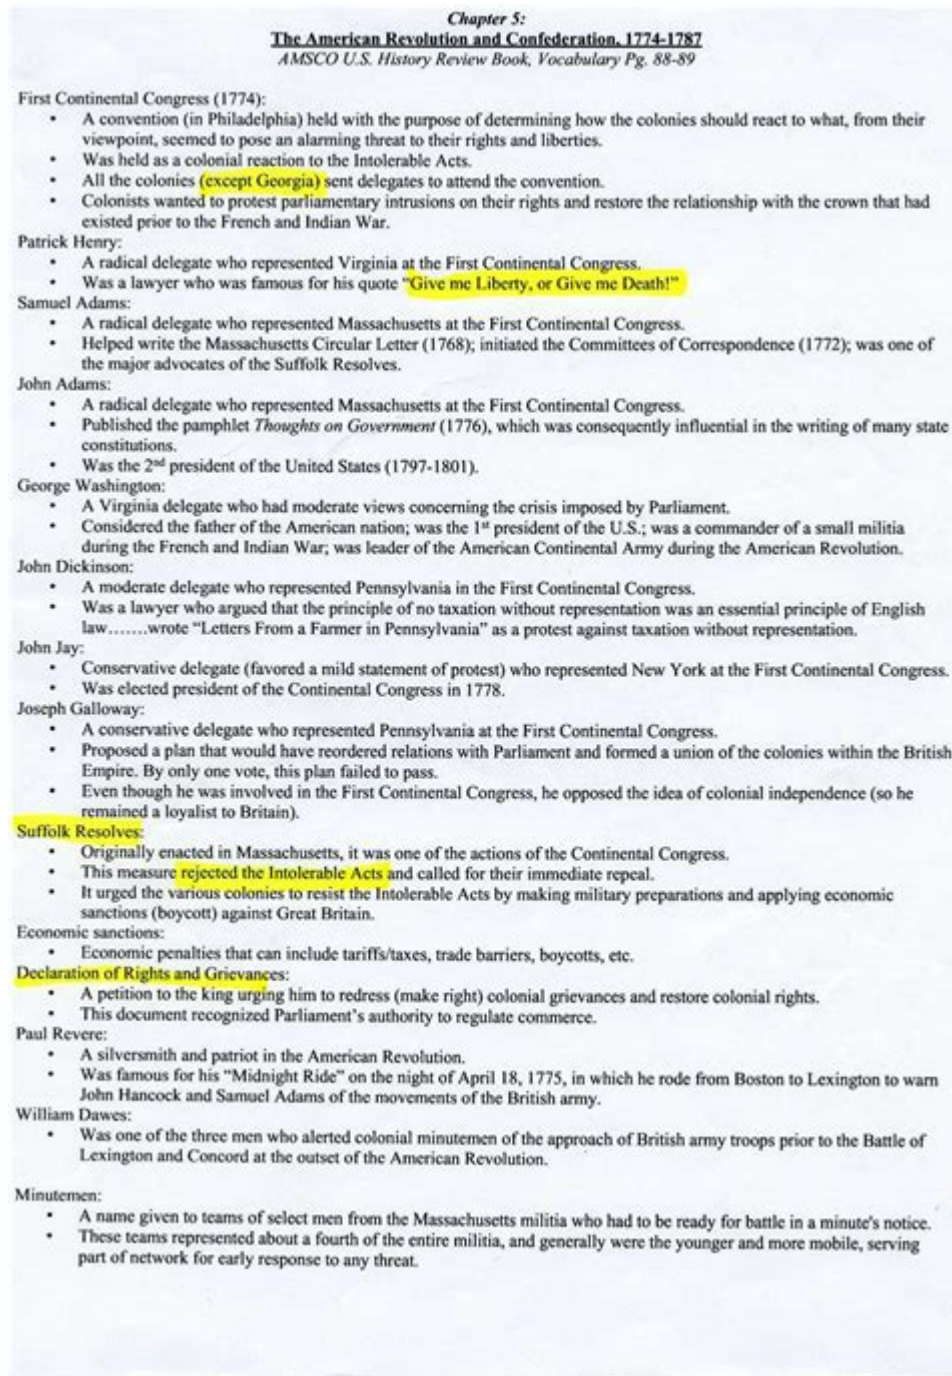 Chapter 5:
The American Revolution and Confederation, 1774-1787
AMSCO U.S. History Review Book, Vocabulary Pg. 88-89
First Continental Congress (1774):
• A convention (in Philadelphia) held with the purpose of determining how the colonies should react to what, from their
viewpoint, seemed to pose an alarming threat to their rights and liberties.
• Was held as a colonial reaction to the Intolerable Acts.
• All the colonies (except Georgia) sent delegates to attend the convention.
• Colonists wanted to protest parliamentary intrusions on their rights and restore the relationship with the crown that had
existed prior to the French and Indian War.
Patrick Henry:
• A radical delegate who represented Virginia at the First Continental Congress.
• Was a lawyer who was famous for his quote "Give me Liberty, or Give me Death!"
Samuel Adams:
• A radical delegate who represented Massachusetts at the First Continental Congress.
• Helped write the Massachusetts Circular Letter (1768); initiated the Committees of Correspondence (1772); was one of
the major advocates of the Suffolk Resolves.
John Adams:
• A radical delegate who represented Massachusetts at the First Continental Congress.
• Published the pamphlet Thoughts on Government (1776), which was consequently influential in the writing of many state
constitutions.
• Was the 2nd president of the United States (1797-1801).
George Washington:
• A Virginia delegate who had moderate views concerning the crisis imposed by Parliament.
• Considered the father of the American nation; was the 1st president of the U.S.; was a commander of a small militia
during the French and Indian War; was leader of the American Continental Army during the American Revolution.
John Dickinson:
• A moderate delegate who represented Pennsylvania in the First Continental Congress.
• Was a lawyer who argued that the principle of no taxation without representation was an essential principle of English
law…….wrote "Letters From a Farmer in Pennsylvania" as a protest against taxation without representation.
John Jay:
• Conservative delegate (favored a mild statement of protest) who represented New York at the First Continental Congress.
• Was elected president of the Continental Congress in 1778.
Joseph Galloway:
• A conservative delegate who represented Pennsylvania at the First Continental Congress.
• Proposed a plan that would have reordered relations with Parliament and formed a union of the colonies within the British
Empire. By only one vote, this plan failed to pass.
• Even though he was involved in the First Continental Congress, he opposed the idea of colonial independence (so he
remained a loyalist to Britain).
Suffolk Resolves:
• Originally enacted in Massachusetts, it was one of the actions of the Continental Congress.
• This measure rejected the Intolerable Acts and called for their immediate repeal.
• It urged the various colonies to resist the Intolerable Acts by making military preparations and applying economic
sanctions (boycott) against Great Britain.
Economic sanctions:
• Economic penalties that can include tariffs/taxes, trade barriers, boycotts, etc.
Declaration of Rights and Grievances:
• A petition to the king urging him to redress (make right) colonial grievances and restore colonial rights.
• This document recognized Parliament's authority to regulate commerce.
Paul Revere:
• A silversmith and patriot in the American Revolution.
• Was famous for his "Midnight Ride" on the night of April 18, 1775, in which he rode from Boston to Lexington to warn
John Hancock and Samuel Adams of the movements of the British army.
William Dawes:
• Was one of the three men who alerted colonial minutemen of the approach of British army troops prior to the Battle of
Lexington and Concord at the outset of the American Revolution.
Minutemen:
• A name given to teams of select men from the Massachusetts militia who had to be ready for battle in a minute's notice.
• These teams represented about a fourth of the entire militia, and generally were the younger and more mobile, serving
part of network for early response to any threat.